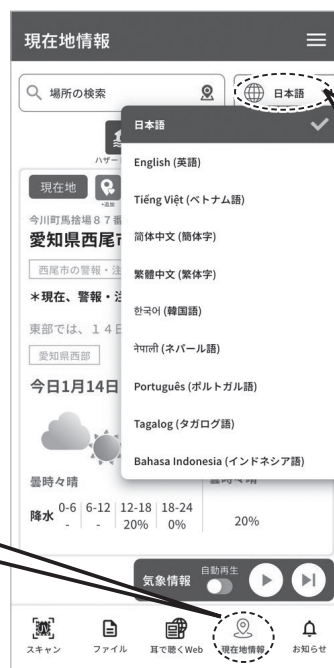 現在地情報
場所の検索
日本語
日本語
English (英語)
Tiếng Việt (ベトナム語)
简体中文 (簡体字)
繁體中文 (繁体字)
한국어 (韓国語)
नेपाली (ネパール語)
Português (ポルトガル語)
Tagalog (タガログ語)
Bahasa Indonesia (インドネシア語)
現在地
+追加
今川町馬捨場87番
愛知県西尾市
西尾市の警報・注
*現在、警報・注
東部では、14日
愛知県西部
今日1月14日
曇時々晴
曇時々晴
降水 0-6 6-12 12-18 18-24
- - 20% 0%
20%
気象情報 自動再生
スキャン ファイル 耳で聴くWeb 現在地情報 お知らせ